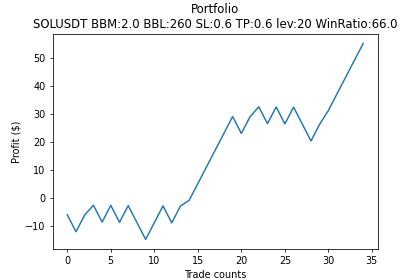 Portfolio
SOLUSDT BBM:2.0 BBL:260 SL:0.6 TP:0.6 lev:20 WinRatio:66.0
Profit ($)
50
40
30
20
10
0
−10
0 5 10 15 20 25 30 35
Trade counts